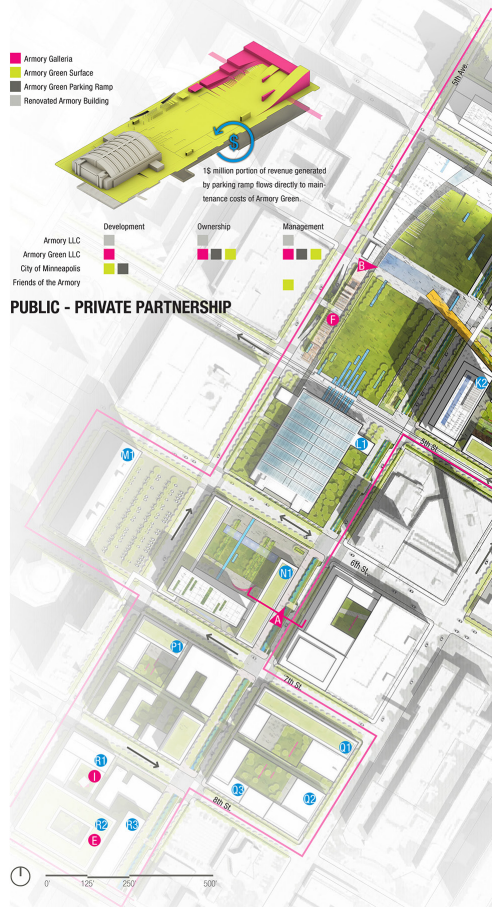 Armory Galleria
Armory Green Surface
Armory Green Parking Ramp
Renovated Armory Building
$
1$ million portion of revenue generated
by parking ramp flows directly to main-
tenance costs of Armory Green
Development Ownership Management
Armory LLC
Armory Green LLC
City of Minneapolis
Friends of the Armory
PUBLIC - PRIVATE PARTNERSHIP
5th Ave.
B
F
K2
L1
5th St.
M1
6th St.
N1
A
P1
7th St.
Q1
R1
I
Q3
Q2
8th St.
R2
R3
E
0' 125' 250' 500'